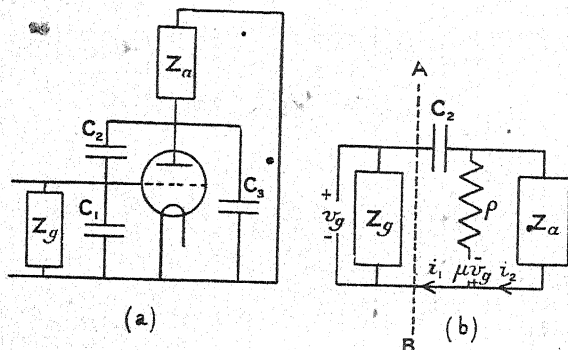 Z_a
C_2
C_1
C_3
Z_g
(a)
A
C_2
+
v_g
-
Z_g
ρ
Z_a
-
i_1 μv_g i_2
+
B
(b)